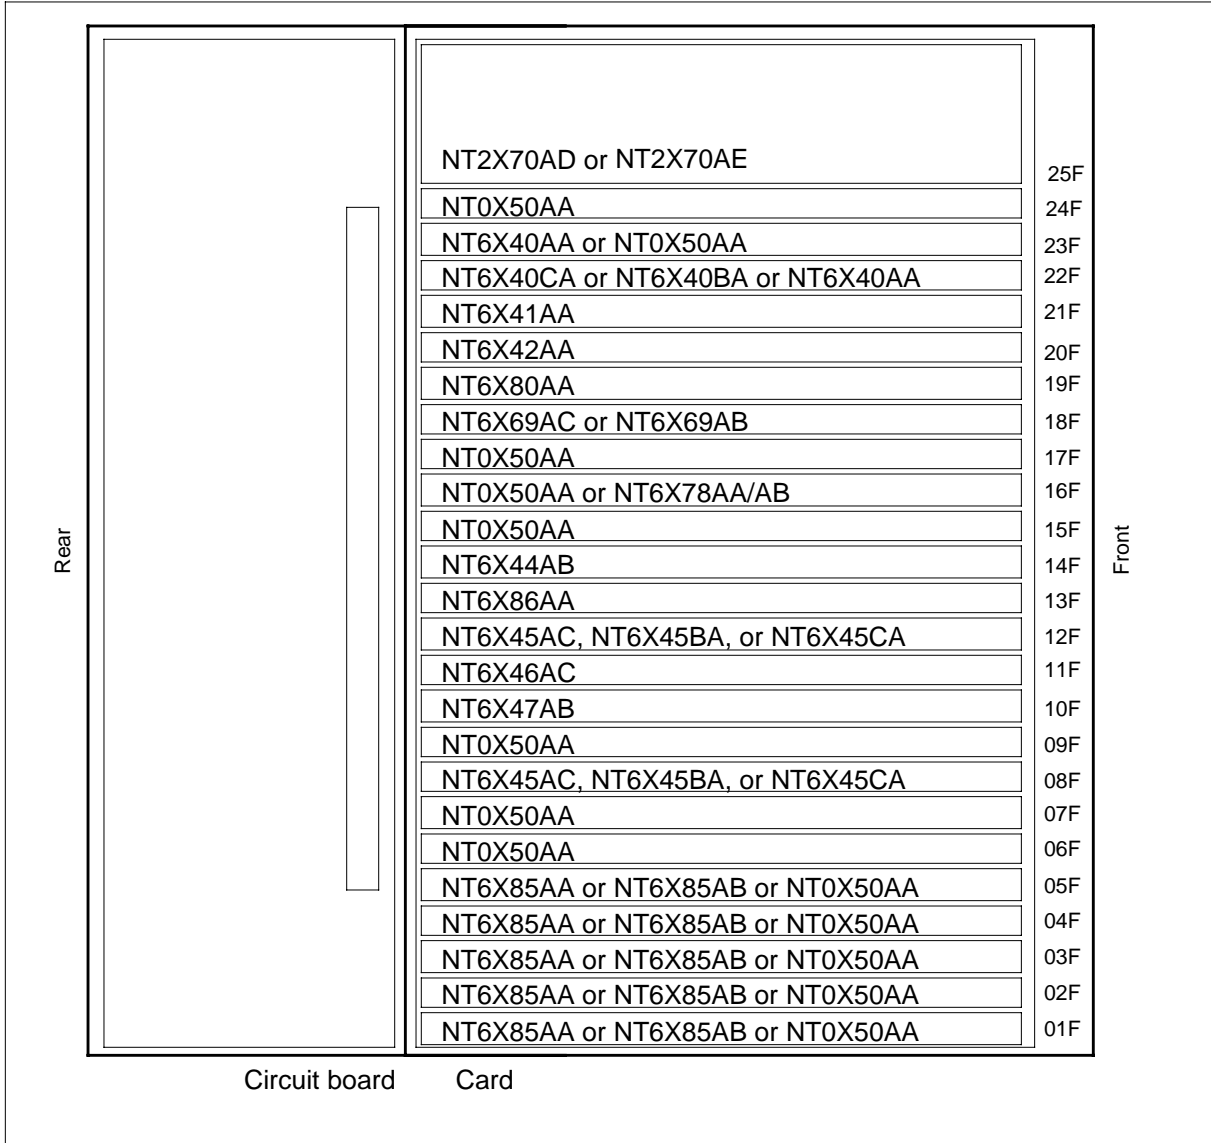 NT2X70AD or NT2X70AE 25F
NT0X50AA 24F
NT6X40AA or NT0X50AA 23F
NT6X40CA or NT6X40BA or NT6X40AA 22F
NT6X41AA 21F
NT6X42AA 20F
NT6X80AA 19F
NT6X69AC or NT6X69AB 18F
NT0X50AA 17F
NT0X50AA or NT6X78AA/AB 16F
NT0X50AA 15F
Rear
Front
NT6X44AB 14F
NT6X86AA 13F
NT6X45AC, NT6X45BA, or NT6X45CA 12F
NT6X46AC 11F
NT6X47AB 10F
NT0X50AA 09F
NT6X45AC, NT6X45BA, or NT6X45CA 08F
NT0X50AA 07F
NT0X50AA 06F
NT6X85AA or NT6X85AB or NT0X50AA 05F
NT6X85AA or NT6X85AB or NT0X50AA 04F
NT6X85AA or NT6X85AB or NT0X50AA 03F
NT6X85AA or NT6X85AB or NT0X50AA 02F
NT6X85AA or NT6X85AB or NT0X50AA 01F
Circuit board Card